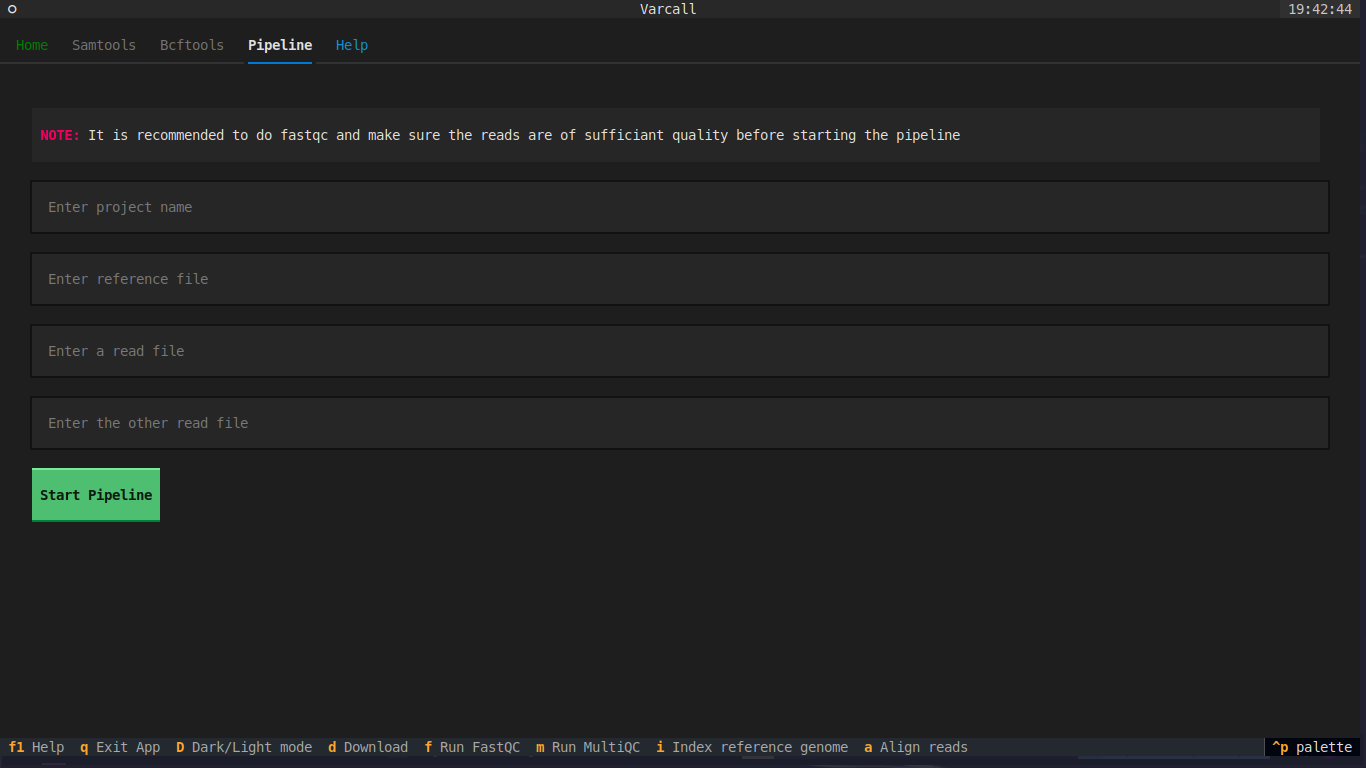 Varcall 19:42:44
Home Samtools Bcftools Pipeline Help
NOTE: It is recommended to do fastqc and make sure the reads are of sufficiant quality before starting the pipeline
Enter project name
Enter reference file
Enter a read file
Enter the other read file
Start Pipeline
f1 Help q Exit App D Dark/Light mode d Download f Run FastQC m Run MultiQC i Index reference genome a Align reads ^p palette